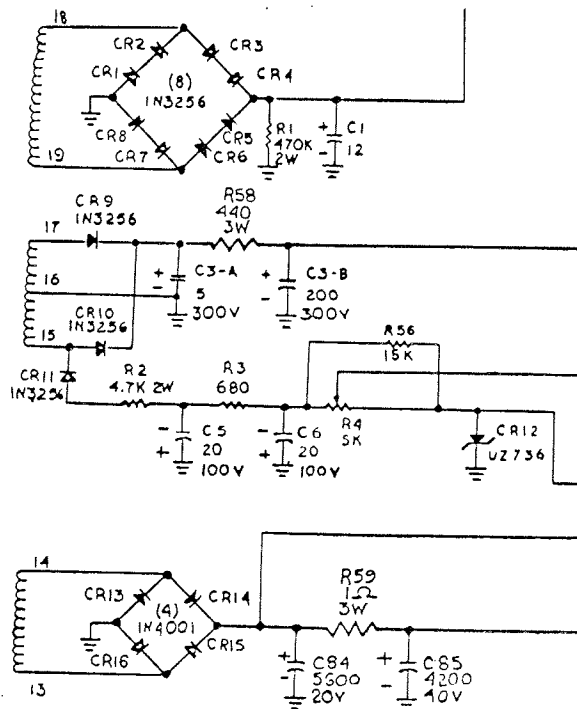 18
CR2
CR3
CR1
(8)
1N3256
CR4
CR8
CR5
CR7
CR6
19
R1
470K
2W
+
-
C1
12
CR9
1N3256
17
R58
440
3W
16
+
-
C3-A
5
300V
+
-
C3-B
200
300V
CR10
1N3256
15
CR11
1N3256
R2
4.7K 2W
R3
680
R56
15K
-
+
C5
20
100V
-
+
C6
20
100V
R4
5K
CR12
UZ736
14
CR13
CR14
(4)
1N4001
CR16
CR15
13
R59
1Ω
3W
+
-
C84
5600
20V
+
-
C85
4200
40V